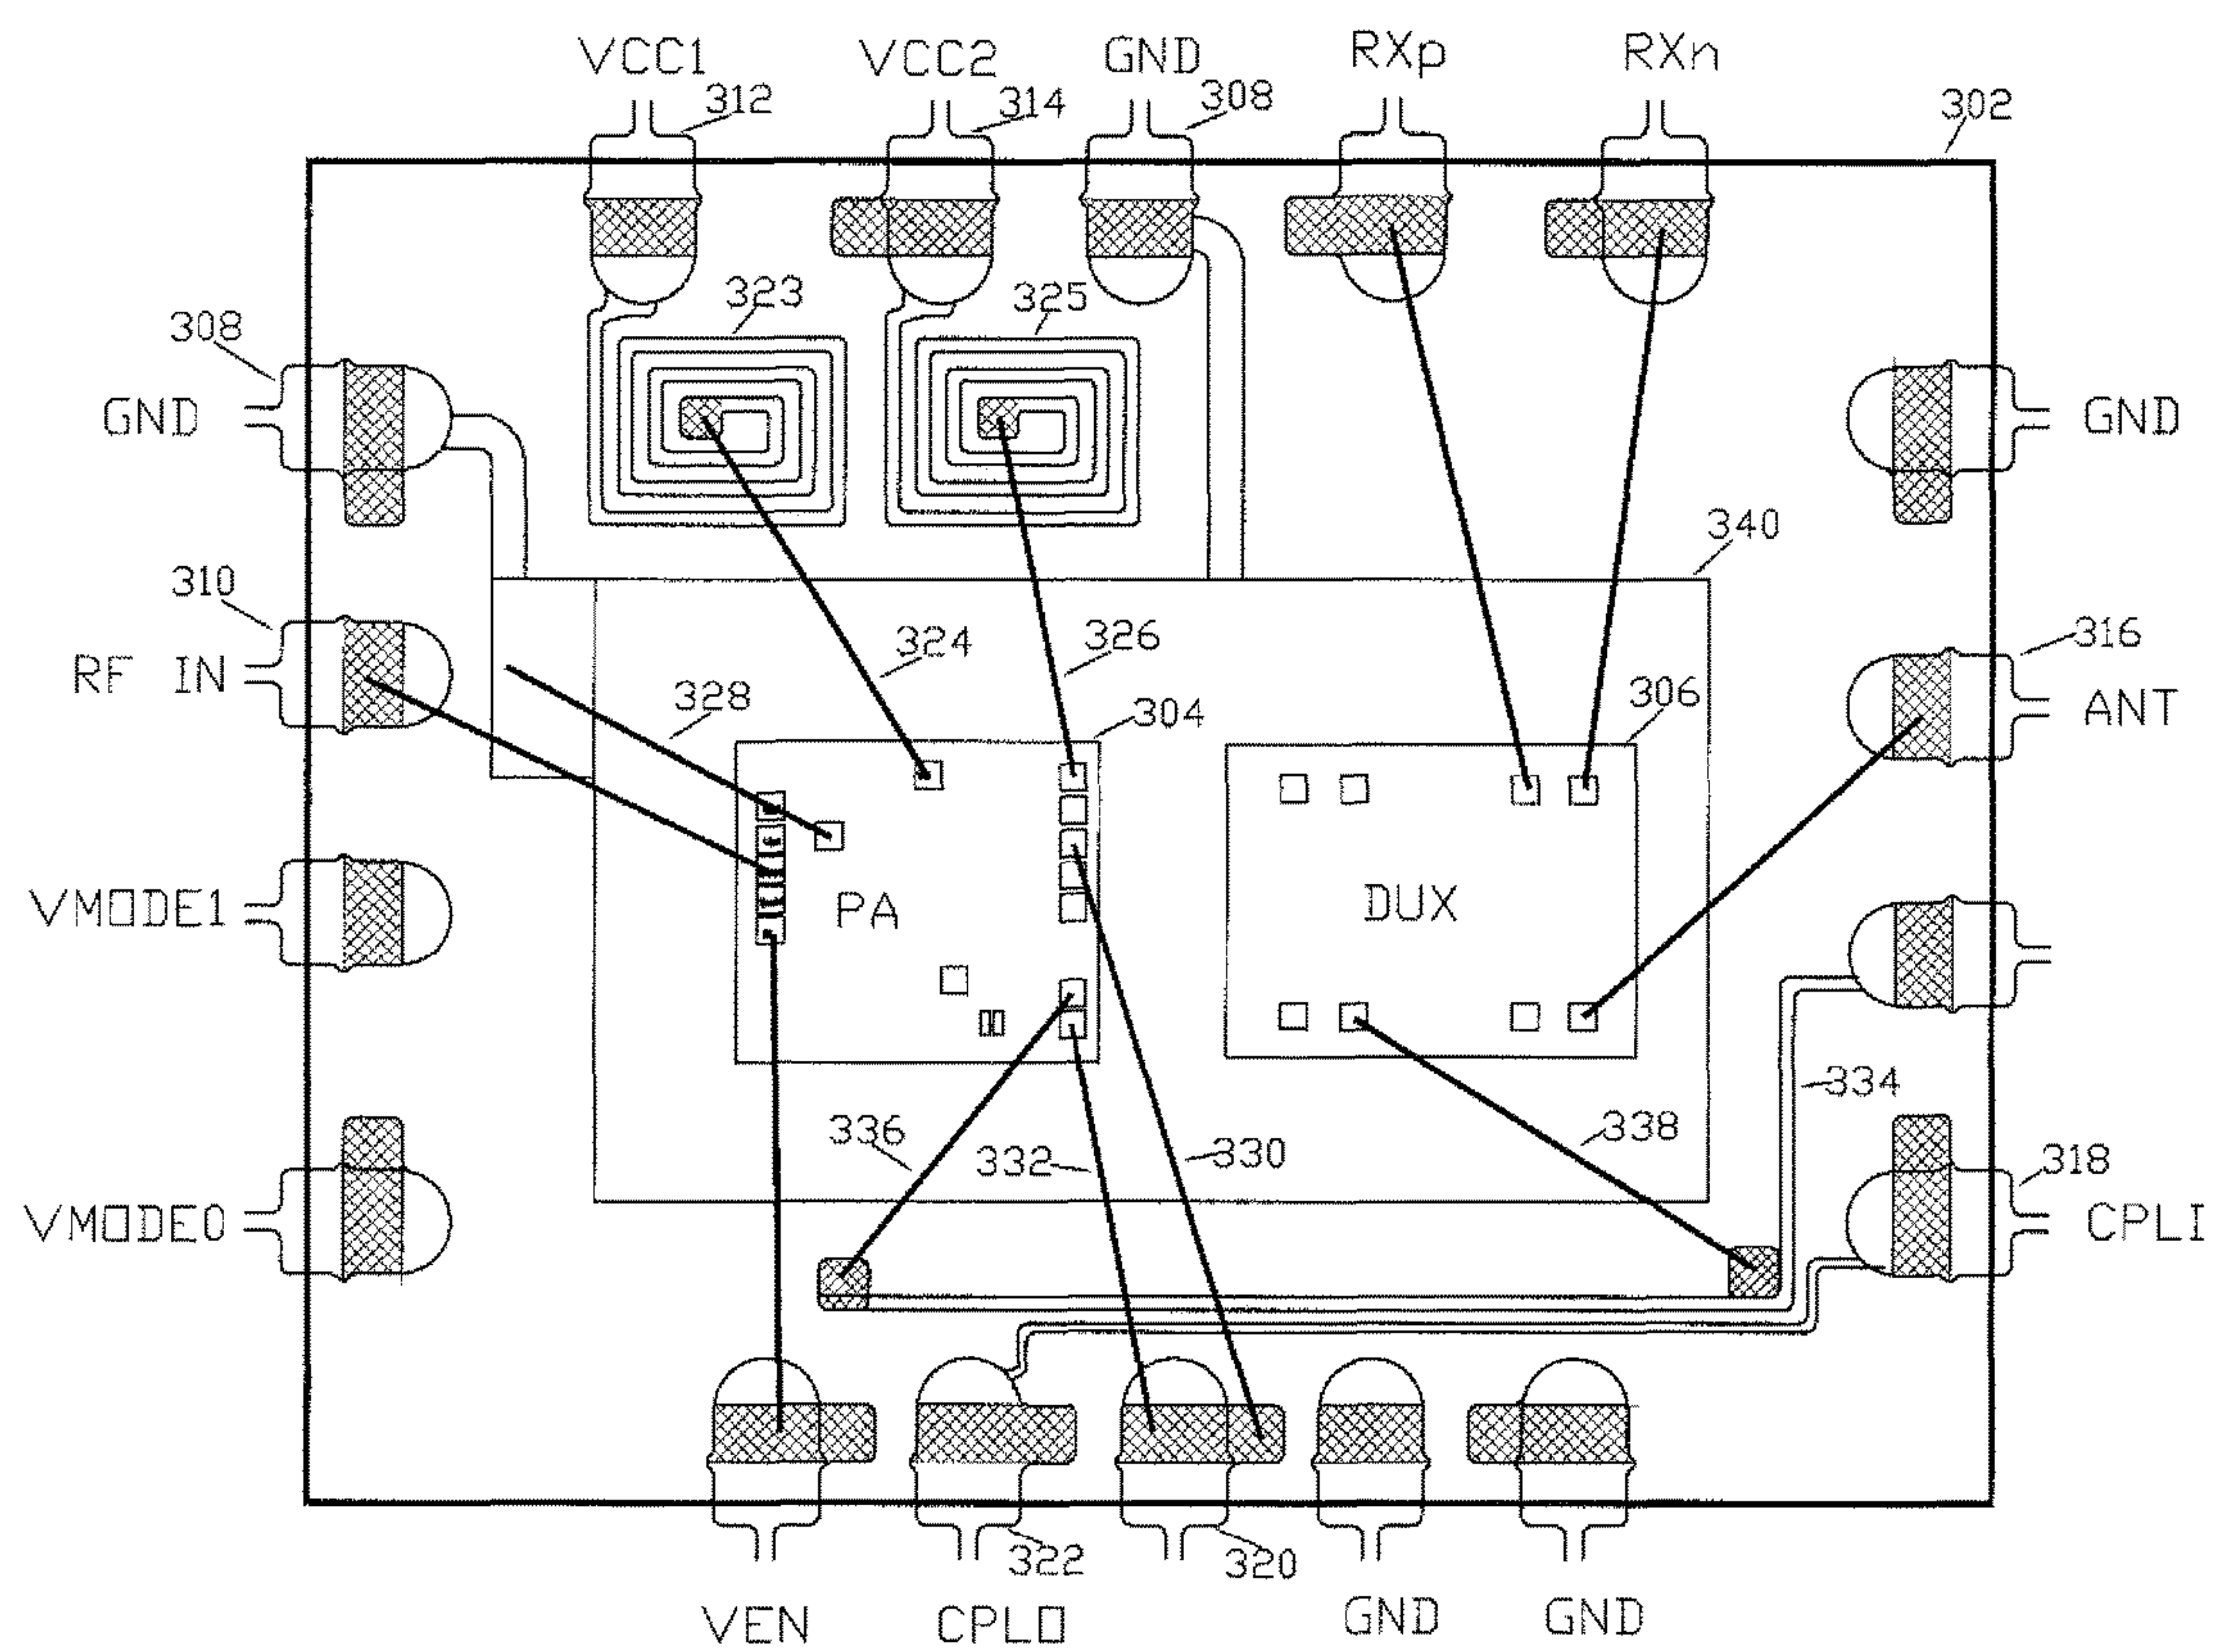 VCC1
VCC2
GND
RXp
RXn
312
314
308
302
323
325
308
GND
GND
340
310
RF IN
324
326
316
ANT
328
304
306
PA
DUX
VMODE1
334
336
332
330
338
318
VMODE0
CPLI
322
320
VEN
CPLO
GND
GND